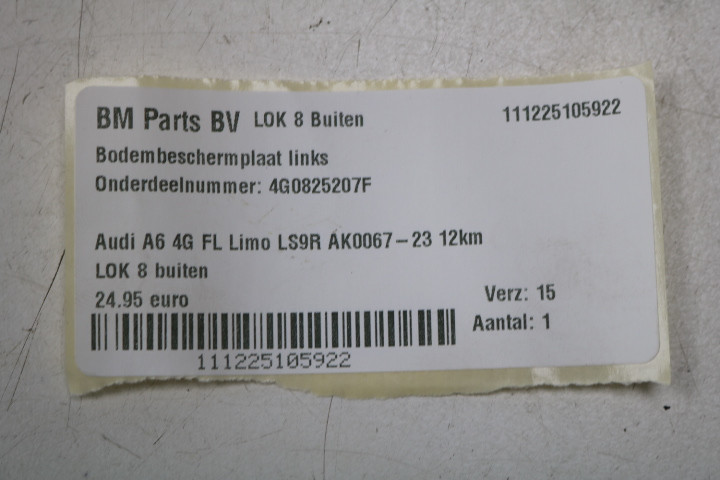 BM Parts BV LOK 8 Buiten 111225105922
Bodembeschermplaat links
Onderdeelnummer: 4G0825207F
Audi A6 4G FL Limo LS9R AK0067-23 12km
LOK 8 buiten
24.95 euro Verz: 15
Aantal: 1
111225105922